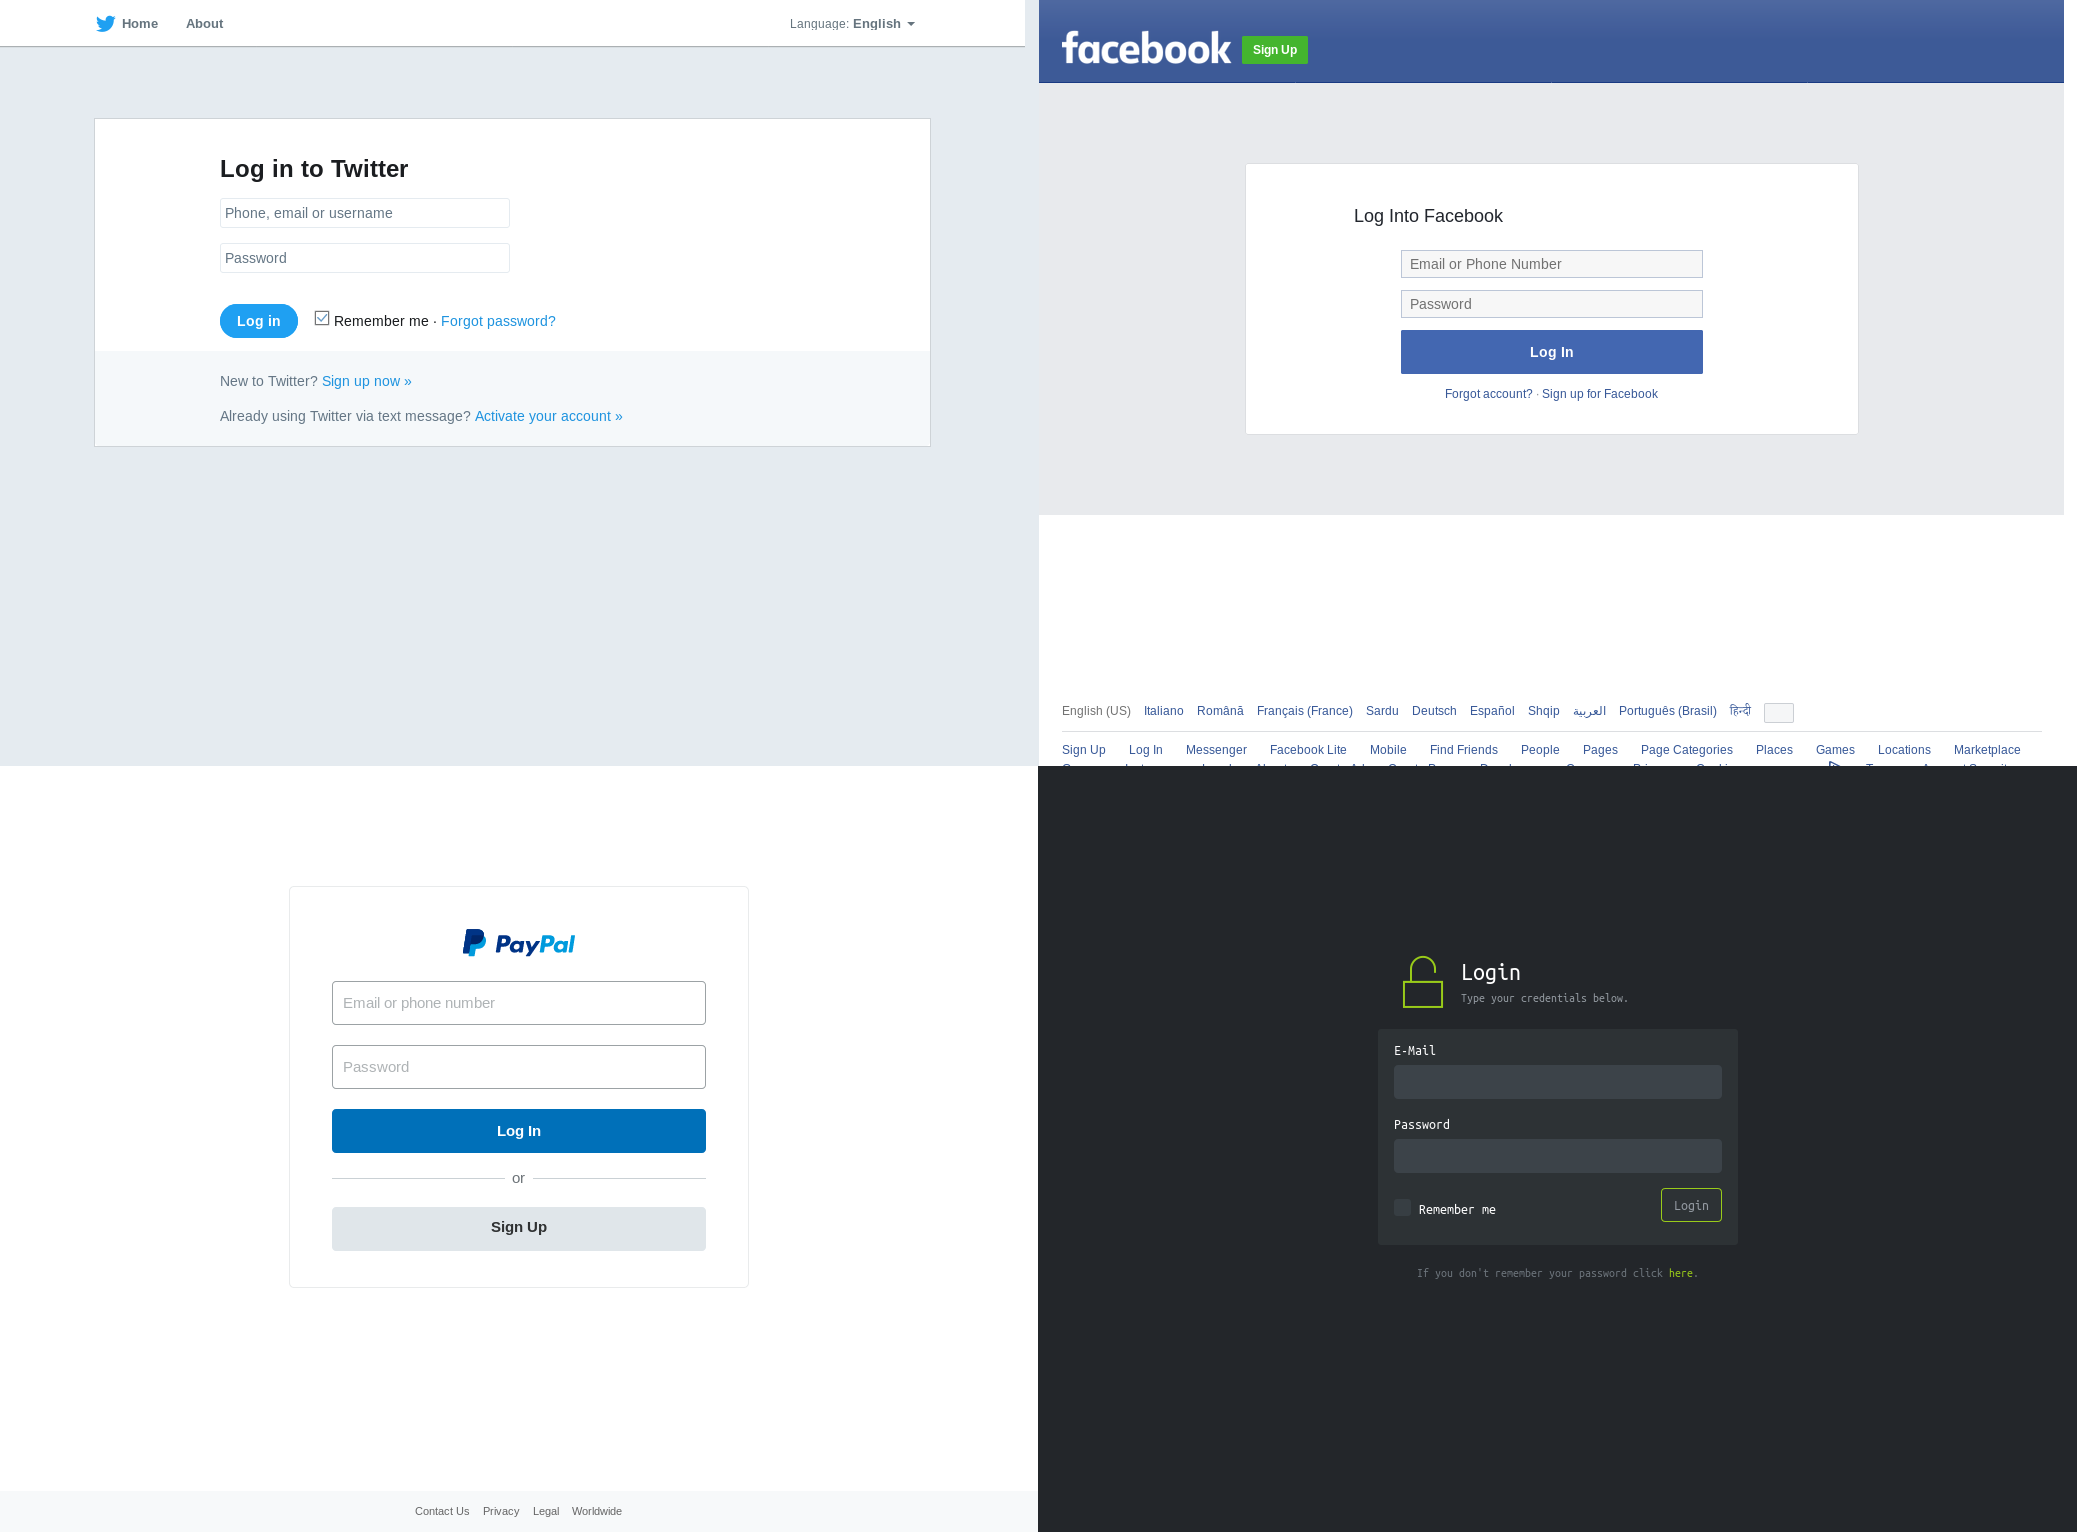 Home About Language: English
Log in to Twitter
Phone, email or username
Password
Log in Remember me · Forgot password?
New to Twitter? Sign up now »
Already using Twitter via text message? Activate your account »
facebook Sign Up
Log Into Facebook
Email or Phone Number
Password
Log In
Forgot account? · Sign up for Facebook
English (US) Italiano Română Français (France) Sardu Deutsch Español Shqip العربية Português (Brasil) हिन्दी
Sign Up Log In Messenger Facebook Lite Mobile Find Friends People Pages Page Categories Places Games Locations Marketplace
PayPal
Email or phone number
Password
Log In
or
Sign Up
Contact Us Privacy Legal Worldwide
Login
Type your credentials below.
E-Mail
Password
Remember me Login
If you don't remember your password click here.